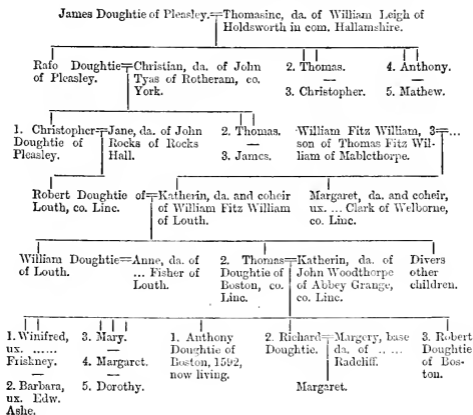 James Doughtie of Pleasley.=Thomasine, da. of William Leigh of
Holdsworth in com. Hallamshire.
Rafo Doughtie=Christian, da. of John
of Pleasley. Tyas of Rotheram, co.
York.
2. Thomas.
—
3. Christopher.
4. Anthony.
—
5. Mathew.
1. Christopher=Jane, da. of John
Doughtie of Rocks of Rocks
Pleasley. Hall.
2. Thomas.
—
3. James.
William Fitz William, 3=...
son of Thomas Fitz Wil-
liam of Mablethorpe.
Robert Doughtie of=Katherin, da. and coheir
Louth, co. Linc. of William Fitz William
of Louth.
Margaret, da. and coheir,
ux. ... Clark of Welborne,
co. Linc.
William Doughtie=Anne, da. of
of Louth. ... Fisher of
Louth.
2. Thomas=Katherin, da. of
Doughtie of John Woodthorpe
Boston, co. of Abbey Grange,
Linc. co. Linc.
Divers
other
children.
1. Winifred,
ux. ......
Friskney.
—
2. Barbara,
ux. Edw.
Ashe.
3. Mary.
—
4. Margaret.
—
5. Dorothy.
1. Anthony
Doughtie of
Boston, 1592,
now living.
2. Richard=Margery, base
Doughtie. da. of .. ...
Radcliff.
Margaret.
3. Robert
Doughtie
of Bos-
ton.